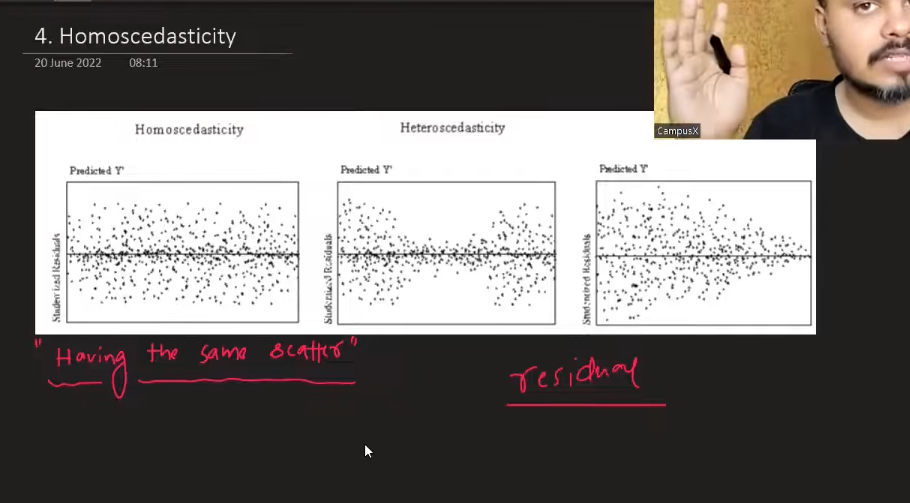 4. Homoscedasticity
20 June 2022 08:11
CampusX
Homoscedasticity
Heteroscedasticity
Predicted Y'
Predicted Y'
Predicted Y'
Studentized Residuals
Studentized Residuals
Studentized Residuals
"Having the same scatter"
residual